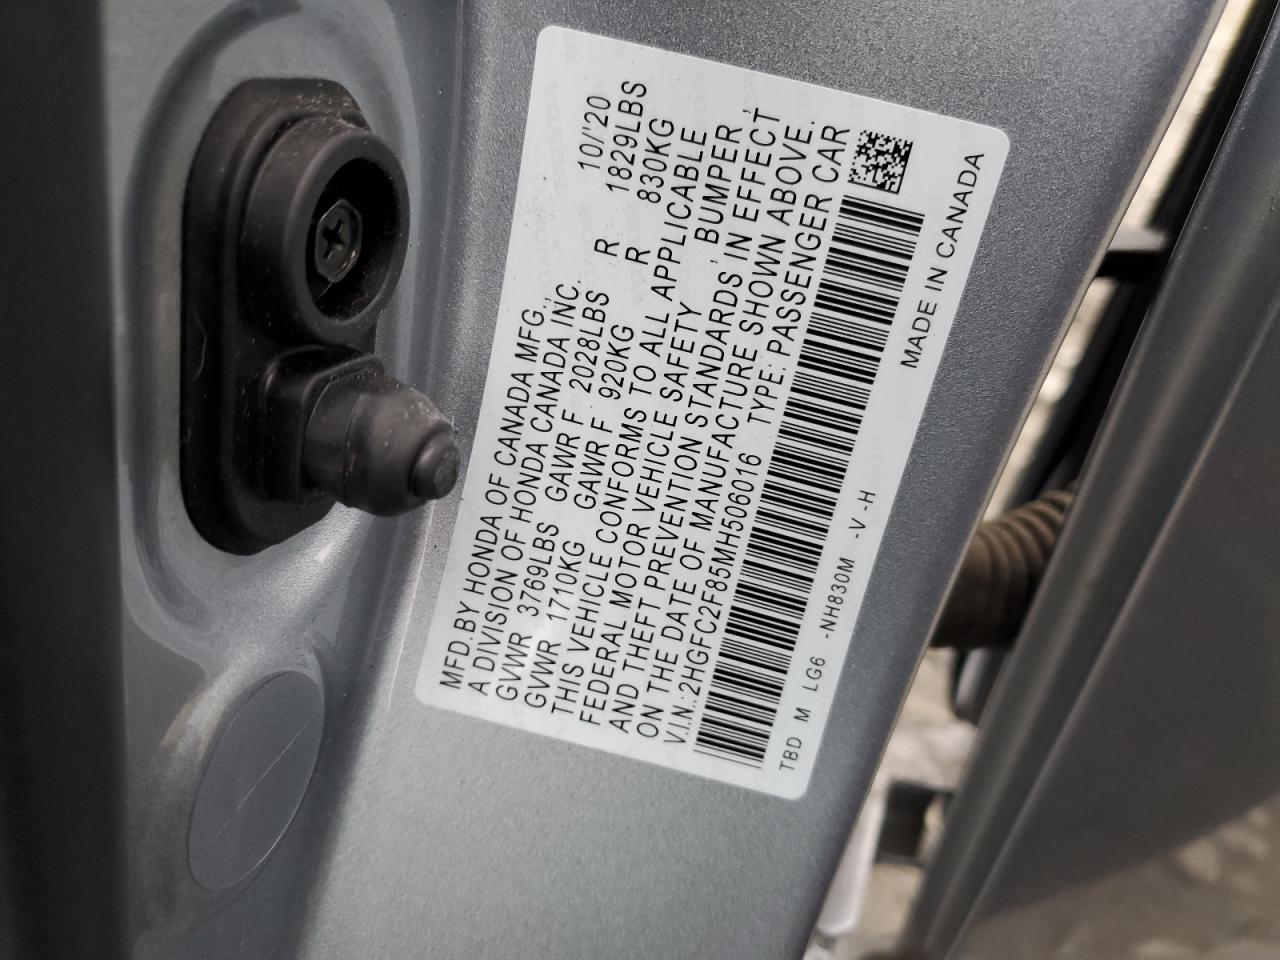 MFD.BY HONDA OF CANADA MFG., 10/'20
A DIVISION OF HONDA CANADA INC.
GVWR 3769LBS GAWR F 2028LBS R 1829LBS
GVWR 1710KG GAWR F 920KG R 830KG
THIS VEHICLE CONFORMS TO ALL APPLICABLE
FEDERAL MOTOR VEHICLE SAFETY, BUMPER,
AND THEFT PREVENTION STANDARDS IN EFFECT
ON THE DATE OF MANUFACTURE SHOWN ABOVE.
V.I.N.:2HGFC2F85MH506016 TYPE: PASSENGER CAR
TBD M LG6 -NH830M -V -H MADE IN CANADA